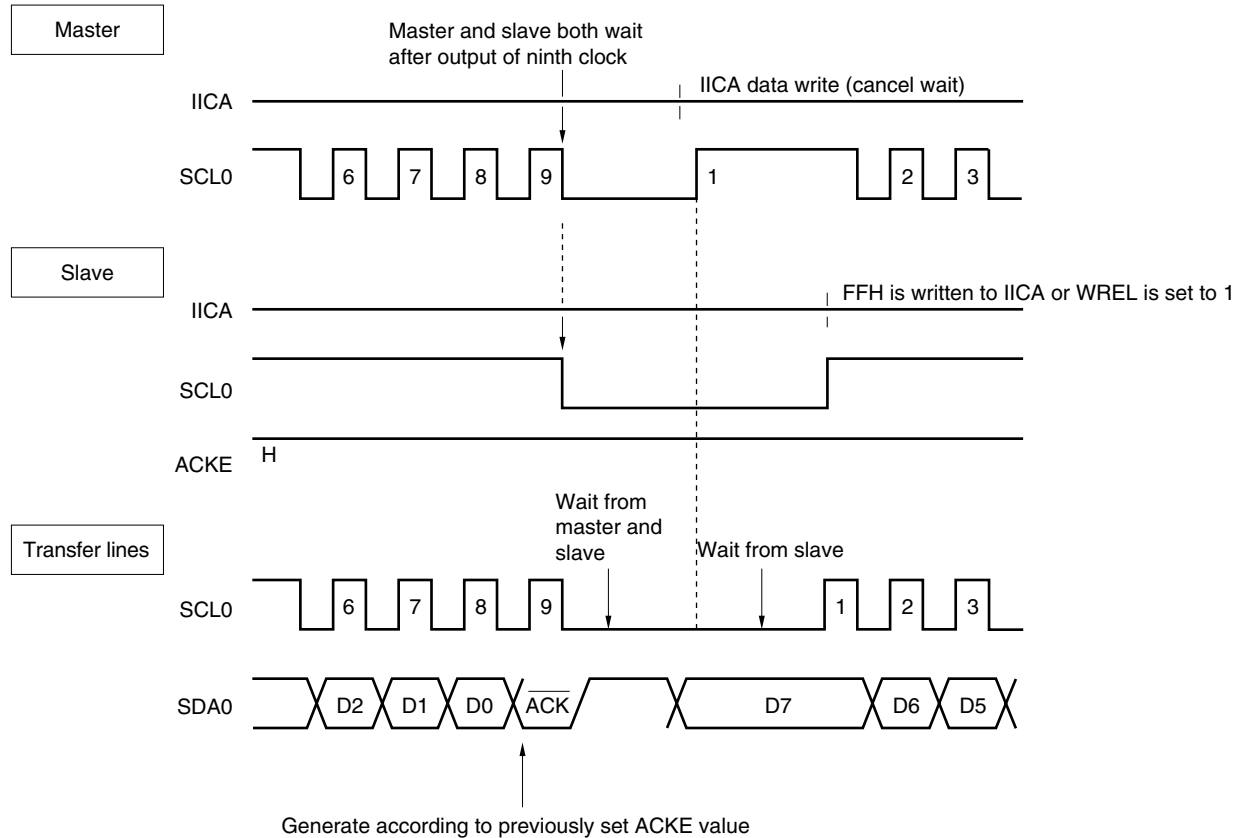 Master
Master and slave both wait
after output of ninth clock
IICA
IICA data write (cancel wait)
SCL0
6 7 8 9 1 2 3
Slave
IICA
FFH is written to IICA or WREL is set to 1
SCL0
ACKE
H
Transfer lines
Wait from
master and
slave
Wait from slave
SCL0
6 7 8 9 1 2 3
SDA0
D2 D1 D0 A̅C̅K̅ D7 D6 D5
Generate according to previously set ACKE value